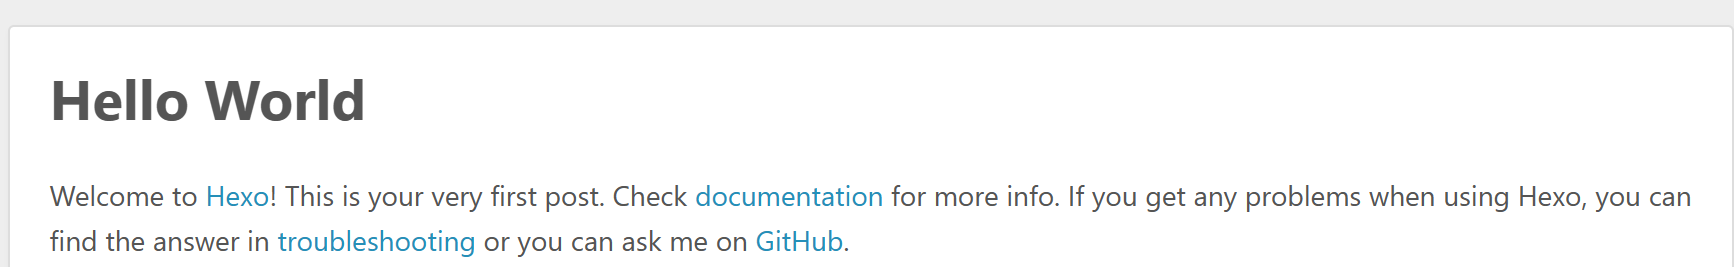 Hello World
Welcome to Hexo! This is your very first post. Check documentation for more info. If you get any problems when using Hexo, you can
find the answer in troubleshooting or you can ask me on GitHub.